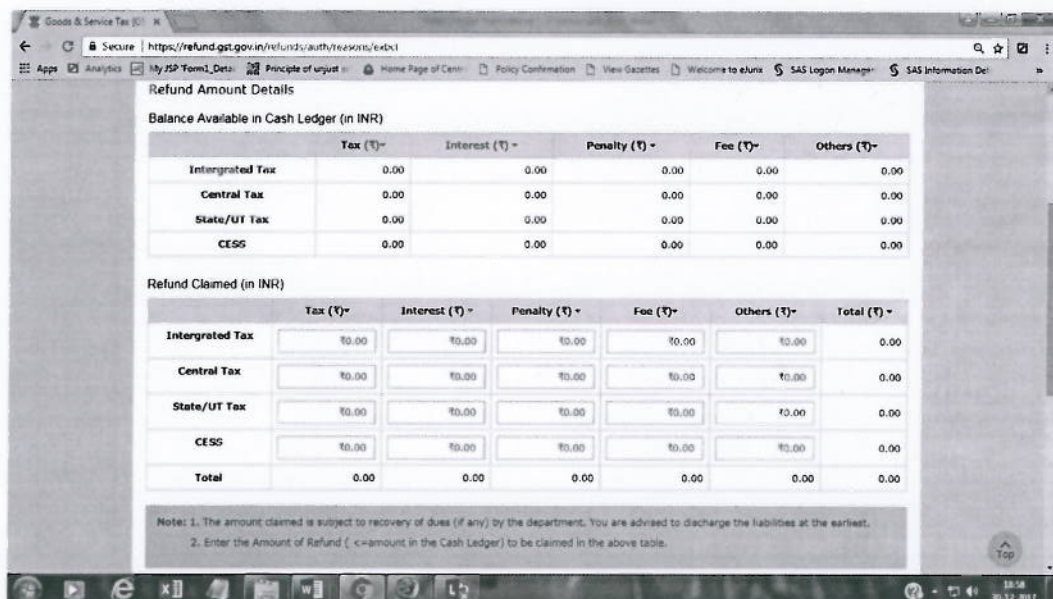 Goods & Service Tax (GS
Secure | https://refund.gst.gov.in/refunds/auth/reasons/exbcl
Apps Analytics My JSP 'Form1_Deta Principle of unjust Home Page of Centr Policy Confirmation View Gazettes Welcome to eJurix SAS Logon Manager SAS Information Del
Refund Amount Details
Balance Available in Cash Ledger (in INR)
Tax (₹) Interest (₹) Penalty (₹) Fee (₹) Others (₹)
Intergrated Tax 0.00 0.00 0.00 0.00 0.00
Central Tax 0.00 0.00 0.00 0.00 0.00
State/UT Tax 0.00 0.00 0.00 0.00 0.00
CESS 0.00 0.00 0.00 0.00 0.00
Refund Claimed (in INR)
Tax (₹) Interest (₹) Penalty (₹) Fee (₹) Others (₹) Total (₹)
Intergrated Tax ₹0.00 ₹0.00 ₹0.00 ₹0.00 ₹0.00 0.00
Central Tax ₹0.00 ₹0.00 ₹0.00 ₹0.00 ₹0.00 0.00
State/UT Tax ₹0.00 ₹0.00 ₹0.00 ₹0.00 ₹0.00 0.00
CESS ₹0.00 ₹0.00 ₹0.00 ₹0.00 ₹0.00 0.00
Total 0.00 0.00 0.00 0.00 0.00 0.00
Note: 1. The amount claimed is subject to recovery of dues (if any) by the department. You are advised to discharge the liabilities at the earliest.
2. Enter the Amount of Refund ( <=amount in the Cash Ledger) to be claimed in the above table.
Top
18:58
20.12.2017